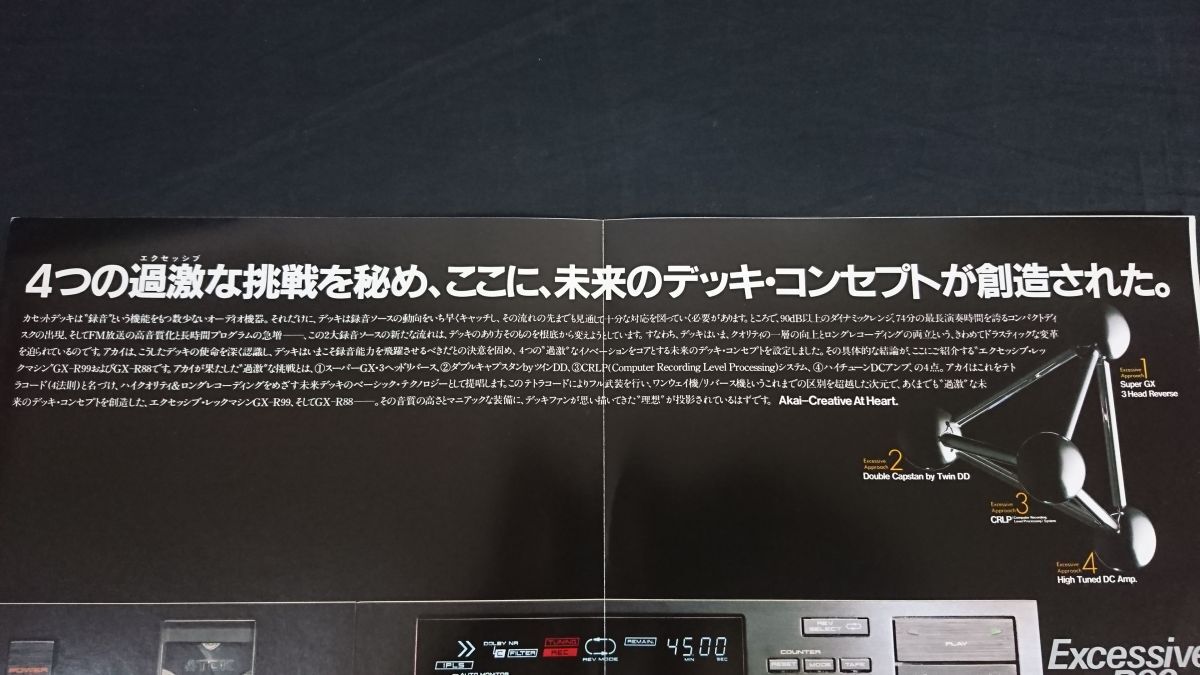 エクセッシブ
4つの過激な挑戦を秘め、ここに、未来のデッキ・コンセプトが創造された。
カセットデッキは“録音”という機能をもつ数少ないオーディオ機器。それだけに、デッキは録音ソースの動向をいち早くキャッチし、その流れの先までも見通して十分な対応を図っていく必要があります。ところで、90dB以上のダイナミックレンジ、74分の最長演奏時間を誇るコンパクトディ
スクの出現、そしてFM放送の高音質化と長時間プログラムの急増——、この2大録音ソースの新たな流れは、デッキのあり方そのものを根底から変えようとしています。すなわち、デッキはいま、クオリティの一層の向上とロングレコーディングの両立という、きわめてドラスティックな変革
を迫られているのです。アカイは、こうしたデッキの使命を深く認識し、デッキはいまこそ録音能力を飛躍させるべきだとの決意を固め、4つの“過激”なイノベーションをコアとする未来のデッキ・コンセプトを設定しました。その具体的な結論が、ここにご紹介する“エクセッシブ・レッ
クマシン”GX-R99およびGX-R88です。アカイが果たした“過激”な挑戦とは、①スーパーGX・3ヘッドリバース、②ダブルキャプスタンbyツインDD、③CRLP(Computer Recording Level Processing)システム、④ハイチューンDCアンプ、の4点。アカイはこれをテト
ラコード(4法則)と名づけ、ハイクオリティ&ロングレコーディングをめざす未来デッキのベーシック・テクノロジーとして提唱します。このテトラコードによりフル武装を行い、ワンウェイ機/リバース機というこれまでの区別を超越した次元で、あくまでも“過激”な未
来のデッキ・コンセプトを創造した、エクセッシブ・レックマシンGX-R99、そしてGX-R88——。その音質の高さとマニアックな装備に、デッキファンが思い描いてきた“理想”が投影されているはずです。 Akai-Creative At Heart.
Excessive Approach 1
Super GX
3 Head Reverse
Excessive Approach 2
Double Capstan by Twin DD
Excessive Approach 3
CRLP (Computer Recording Level Processing) System
Excessive Approach 4
High Tuned DC Amp.
POWER
IPLS
DOLBY NR
C FILTER
AUTO MONITOR
TUNING
REC
REV MODE
REMAIN.
45:00
MIN SEC
REV SELECT
COUNTER
RESET MODE TAPE
PLAY
Excessive